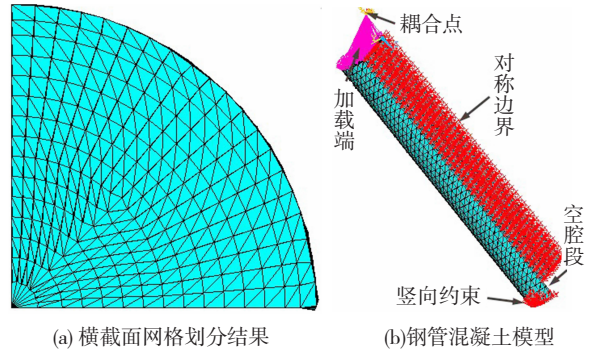 耦合点
加载端
对称边界
空腔段
竖向约束
(a) 横截面网格划分结果
(b)钢管混凝土模型